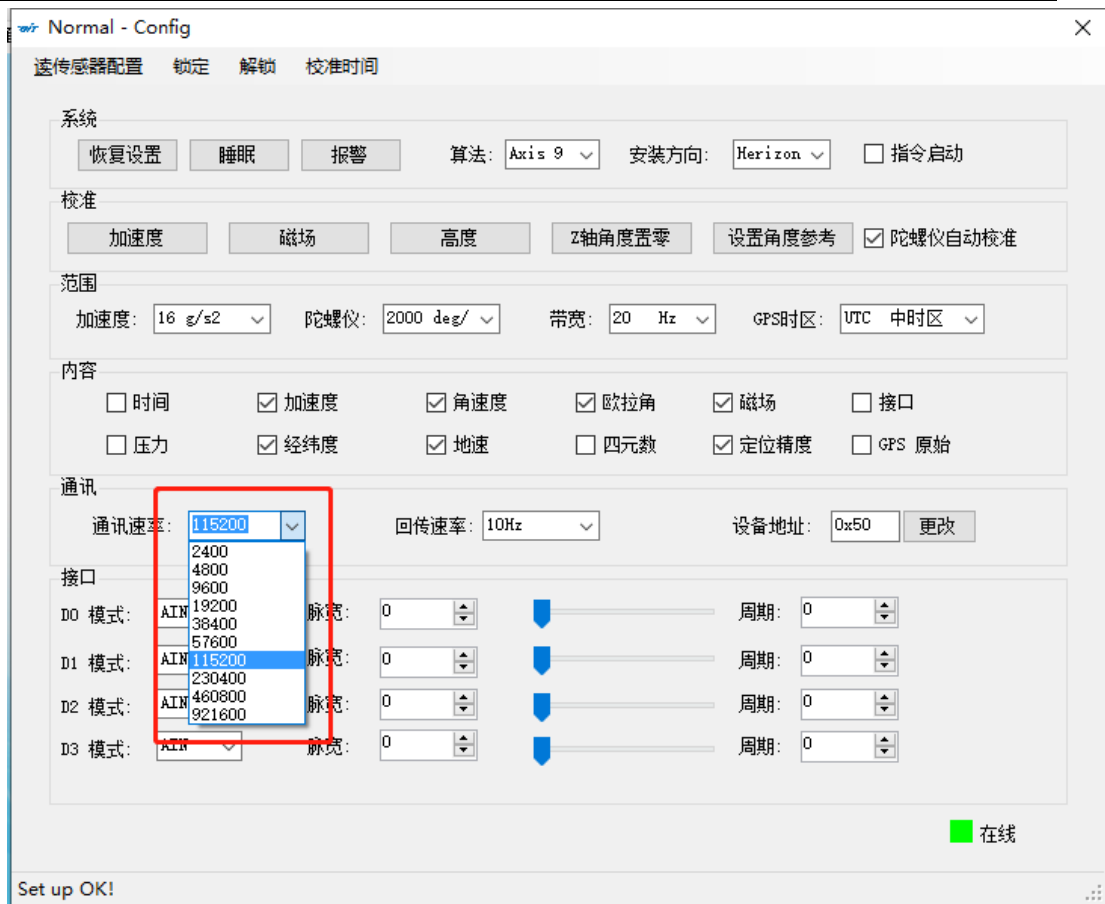 Normal - Config
读传感器配置 锁定 解锁 校准时间
系统
恢复设置 睡眠 报警 算法: Axis 9 安装方向: Herizon 指令启动
校准
加速度 磁场 高度 Z轴角度置零 设置角度参考 陀螺仪自动校准
范围
加速度: 16 g/s2 陀螺仪: 2000 deg/ 带宽: 20 Hz GPS时区: UTC 中时区
内容
时间 加速度 角速度 欧拉角 磁场 接口
压力 经纬度 地速 四元数 定位精度 GPS 原始
通讯
通讯速率: 115200 回传速率: 10Hz 设备地址: 0x50 更改
2400
4800
9600
19200
38400
57600
115200
230400
460800
921600
接口
D0 模式: AIN 脉宽: 0 周期: 0
D1 模式: AIN 脉宽: 0 周期: 0
D2 模式: AIN 脉宽: 0 周期: 0
D3 模式: AIN 脉宽: 0 周期: 0
在线
Set up OK!